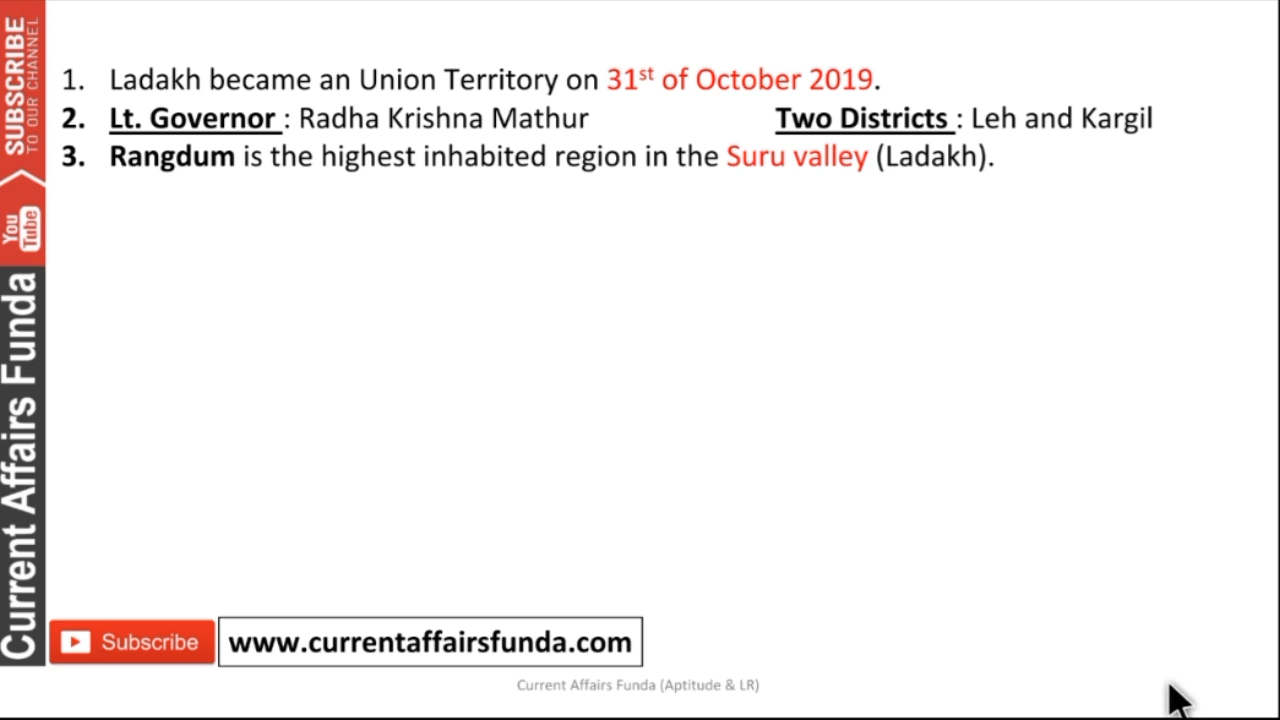 1. Ladakh became an Union Territory on 31st of October 2019.
2. Lt. Governor : Radha Krishna Mathur Two Districts : Leh and Kargil
3. Rangdum is the highest inhabited region in the Suru valley (Ladakh).
SUBSCRIBE
TO OUR CHANNEL
You
Tube
Current Affairs Funda
Subscribe
www.currentaffairsfunda.com
Current Affairs Funda (Aptitude & LR)